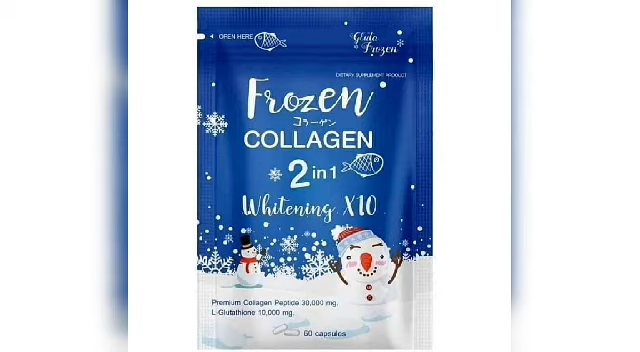 OPEN HERE
Gluta
Frozen
DIETARY SUPPLEMENT PRODUCT
Frozen
コラーゲン
COLLAGEN
2 in 1
Whitening X10
Premium Collagen Peptide 30,000 mg.
L-Glutathione 10,000 mg.
60 capsules